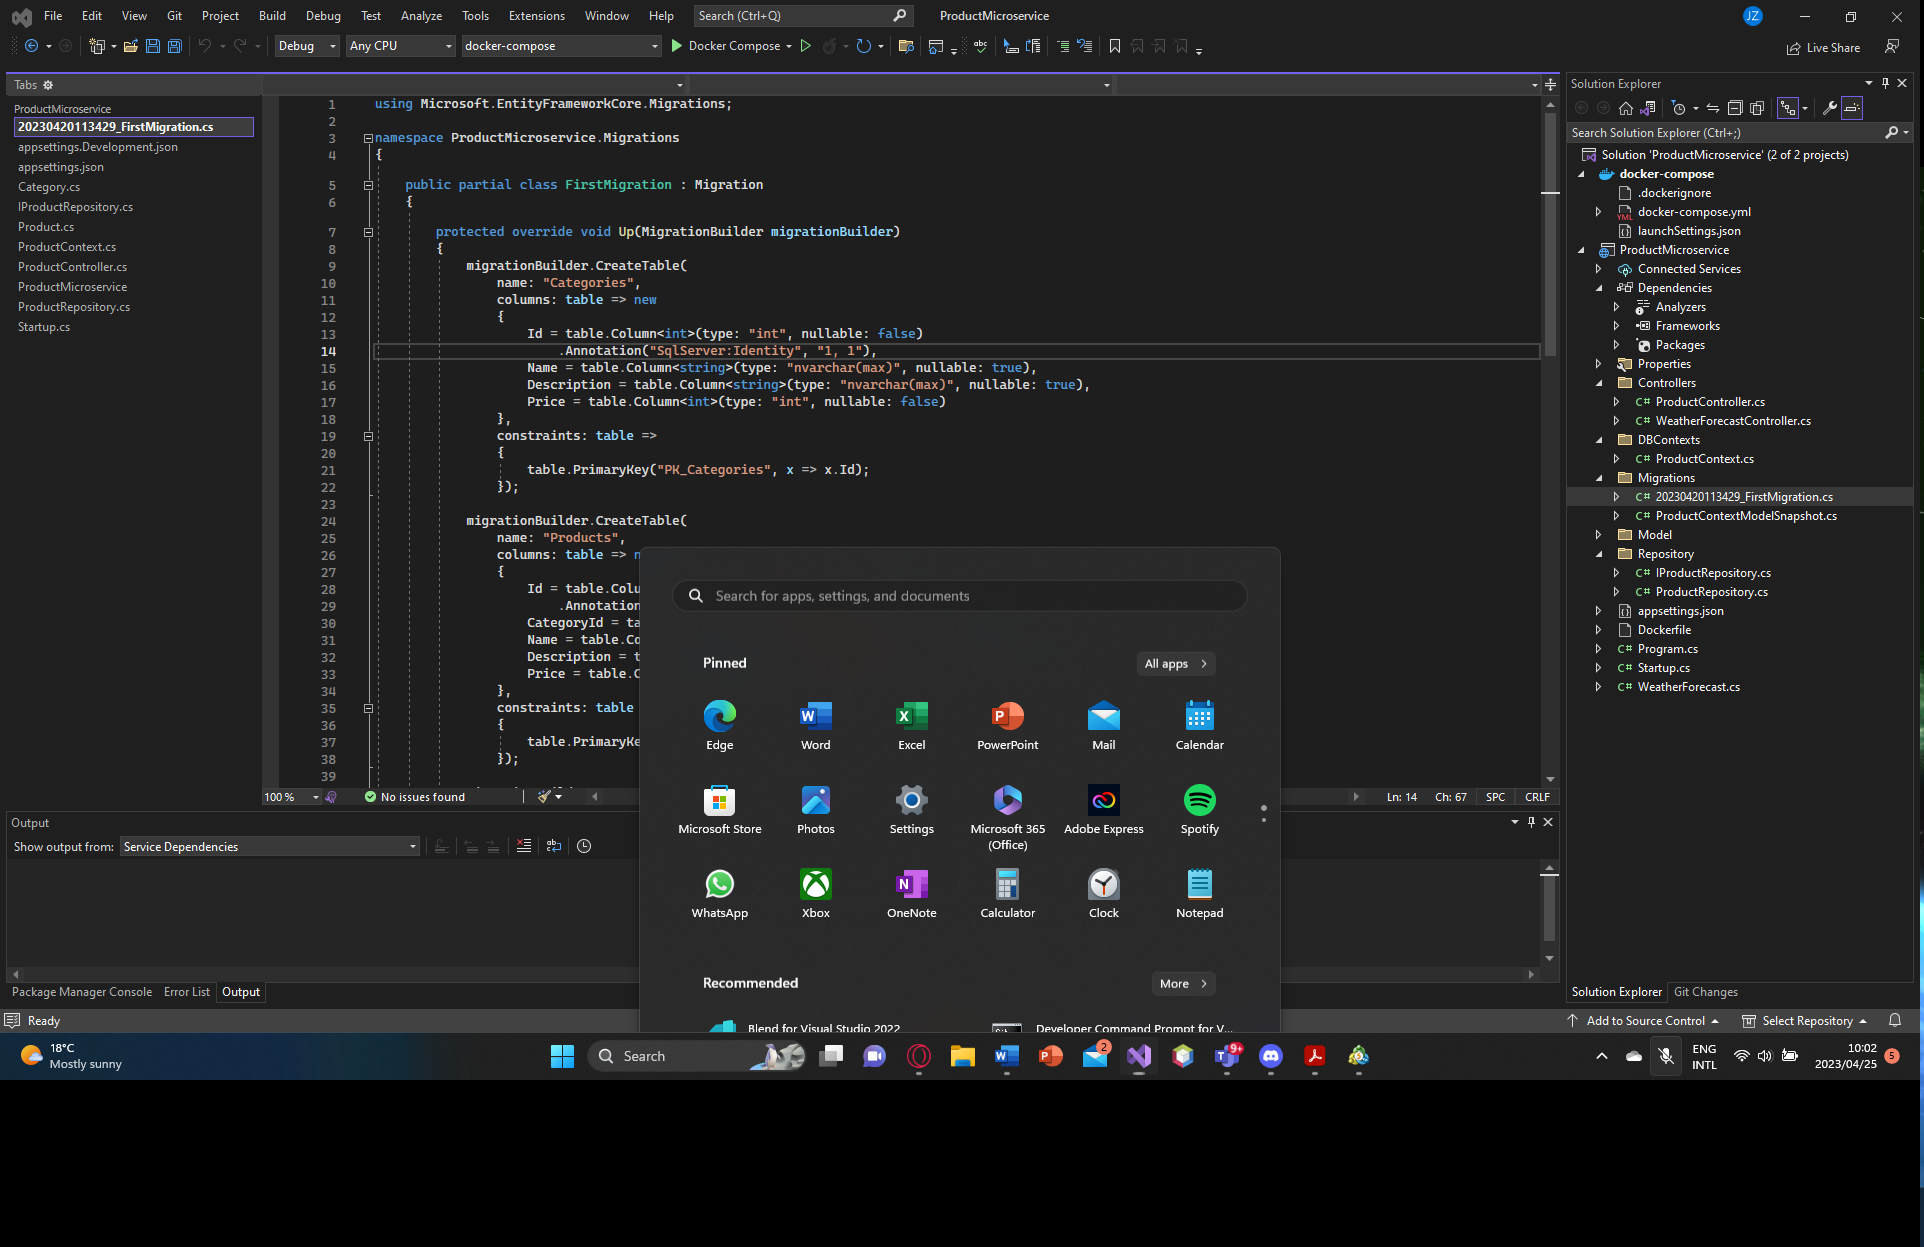 File Edit View Git Project Build Debug Test Analyze Tools Extensions Window Help Search (Ctrl+Q) ProductMicroservice JZ
Debug Any CPU docker-compose Docker Compose Live Share
Tabs
ProductMicroservice
20230420113429_FirstMigration.cs
appsettings.Development.json
appsettings.json
Category.cs
IProductRepository.cs
Product.cs
ProductContext.cs
ProductController.cs
ProductMicroservice
ProductRepository.cs
Startup.cs
1 using Microsoft.EntityFrameworkCore.Migrations;
2
3 namespace ProductMicroservice.Migrations
4 {
5 public partial class FirstMigration : Migration
6 {
7 protected override void Up(MigrationBuilder migrationBuilder)
8 {
9 migrationBuilder.CreateTable(
10 name: "Categories",
11 columns: table => new
12 {
13 Id = table.Column<int>(type: "int", nullable: false)
14 .Annotation("SqlServer:Identity", "1, 1"),
15 Name = table.Column<string>(type: "nvarchar(max)", nullable: true),
16 Description = table.Column<string>(type: "nvarchar(max)", nullable: true),
17 Price = table.Column<int>(type: "int", nullable: false)
18 },
19 constraints: table =>
20 {
21 table.PrimaryKey("PK_Categories", x => x.Id);
22 });
23
24 migrationBuilder.CreateTable(
25 name: "Products",
26 columns: table => n
27 {
28 Id = table.Colu
29 .Annotation
30 CategoryId = ta
31 Name = table.Co
32 Description = t
33 Price = table.C
34 },
35 constraints: table
36 {
37 table.PrimaryKe
38 });
39
100 % No issues found Ln: 14 Ch: 67 SPC CRLF
Output
Show output from: Service Dependencies
Package Manager Console Error List Output
Ready
Solution Explorer
Search Solution Explorer (Ctrl+;)
Solution 'ProductMicroservice' (2 of 2 projects)
docker-compose
.dockerignore
YML docker-compose.yml
launchSettings.json
ProductMicroservice
Connected Services
Dependencies
Analyzers
Frameworks
Packages
Properties
Controllers
C# ProductController.cs
C# WeatherForecastController.cs
DBContexts
C# ProductContext.cs
Migrations
C# 20230420113429_FirstMigration.cs
C# ProductContextModelSnapshot.cs
Model
Repository
C# IProductRepository.cs
C# ProductRepository.cs
appsettings.json
Dockerfile
C# Program.cs
C# Startup.cs
C# WeatherForecast.cs
Solution Explorer Git Changes
Add to Source Control Select Repository
Search for apps, settings, and documents
Pinned All apps
Edge Word Excel PowerPoint Mail Calendar
Microsoft Store Photos Settings Microsoft 365 (Office) Adobe Express Spotify
WhatsApp Xbox OneNote Calculator Clock Notepad
Recommended More
Blend for Visual Studio 2022 Developer Command Prompt for V...
18°C
Mostly sunny
Search
2
9+
ENG
INTL
10:02
2023/04/25
5